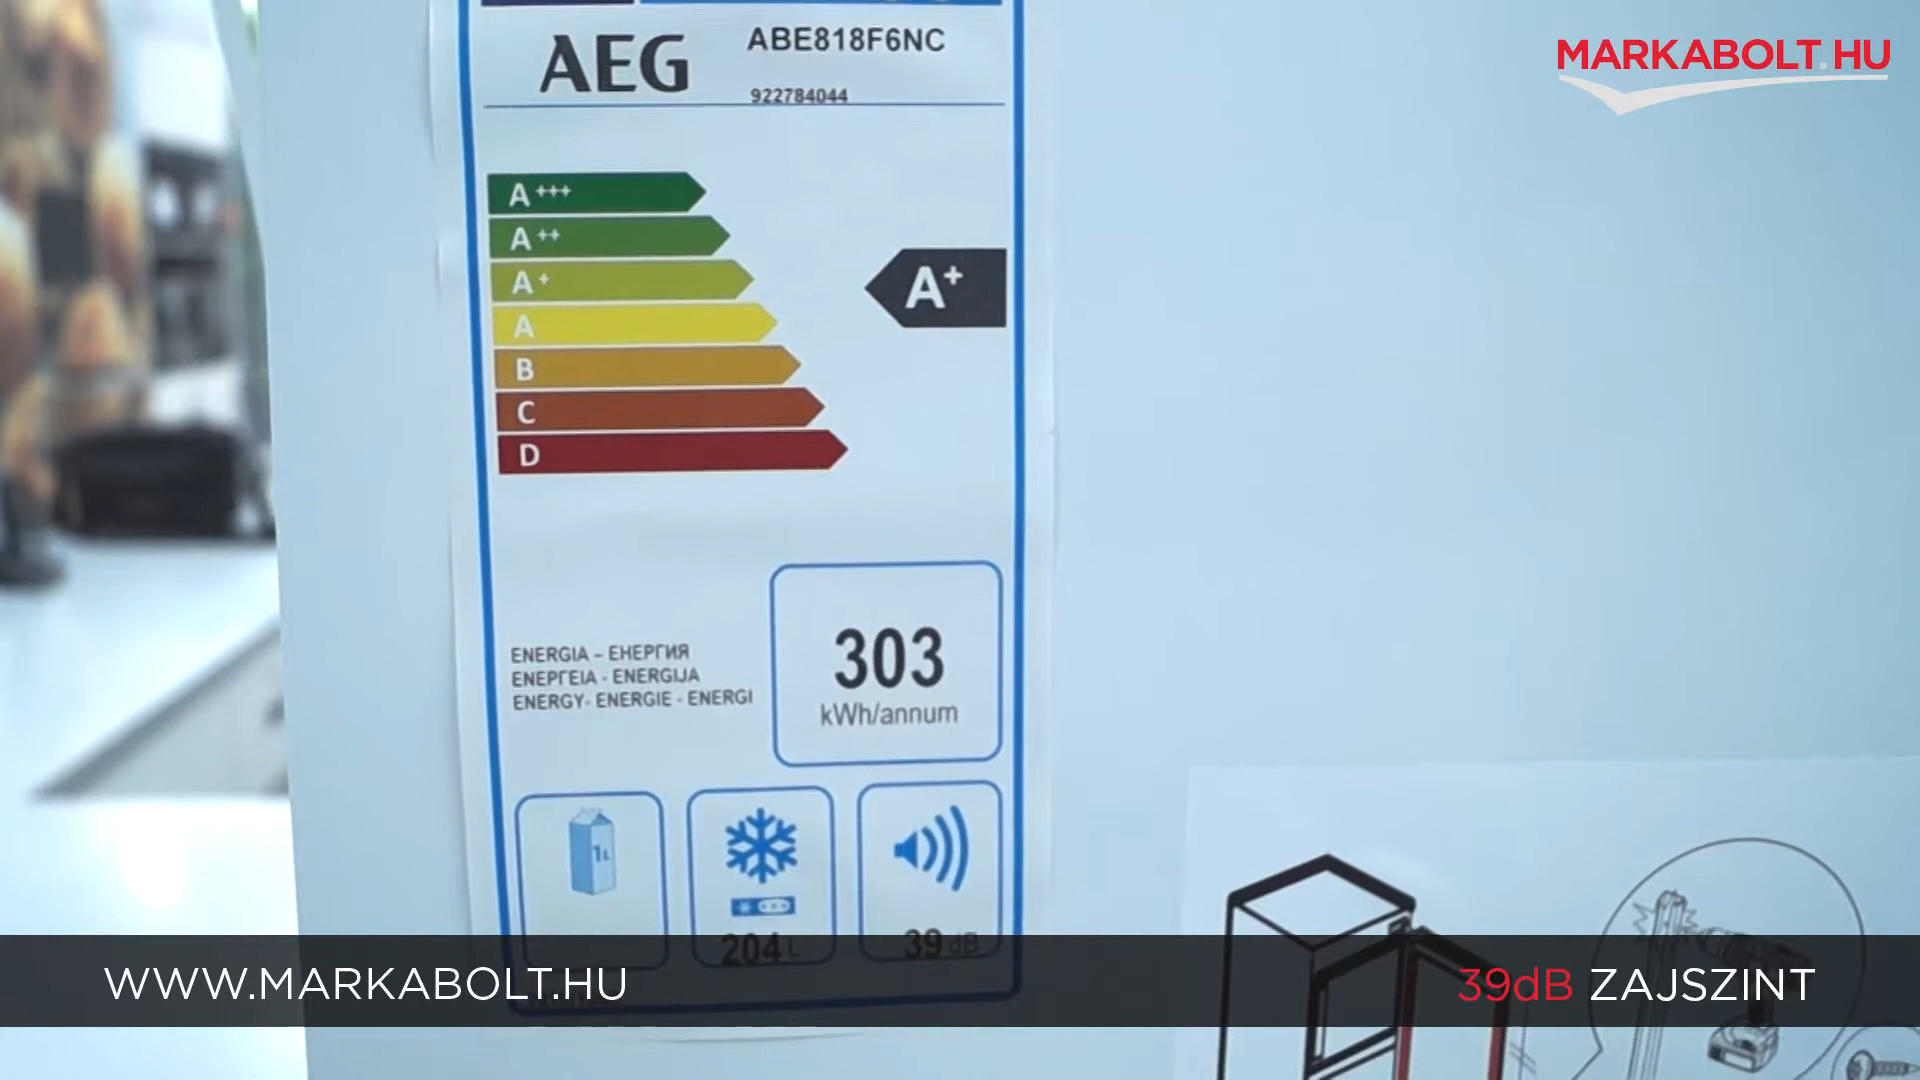 AEG
ABE818F6NC
922784044
MARKABOLT.HU
A+++
A++
A+
A
B
C
D
A+
ENERGIA – ЕНЕРГИЯ
ΕΝΕΡΓΕΙΑ - ENERGIJA
ENERGY- ENERGIE - ENERGI
303
kWh/annum
1L
204 L
39 dB
WWW.MARKABOLT.HU
39dB ZAJSZINT